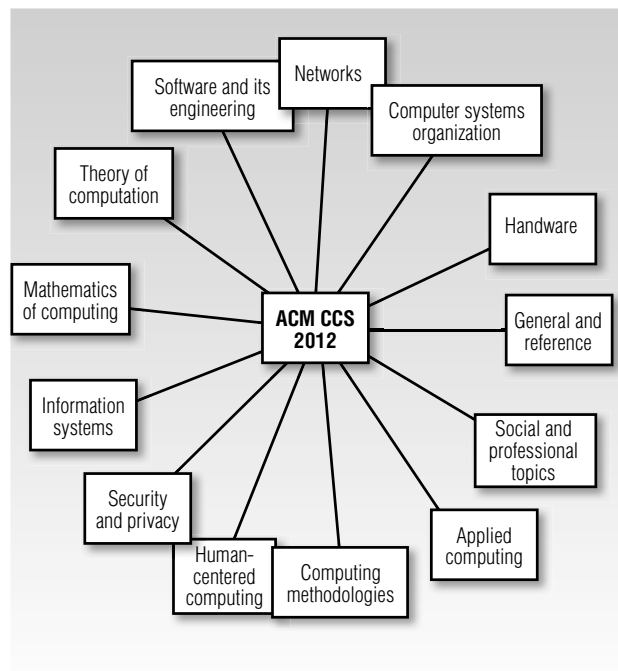 Networks
Software and its
engineering
Computer systems
organization
Theory of
computation
Hardware
Mathematics
of computing
ACM CCS
2012
General and
reference
Information
systems
Social and
professional
topics
Security
and privacy
Applied
computing
Human-
centered
computing
Computing
methodologies